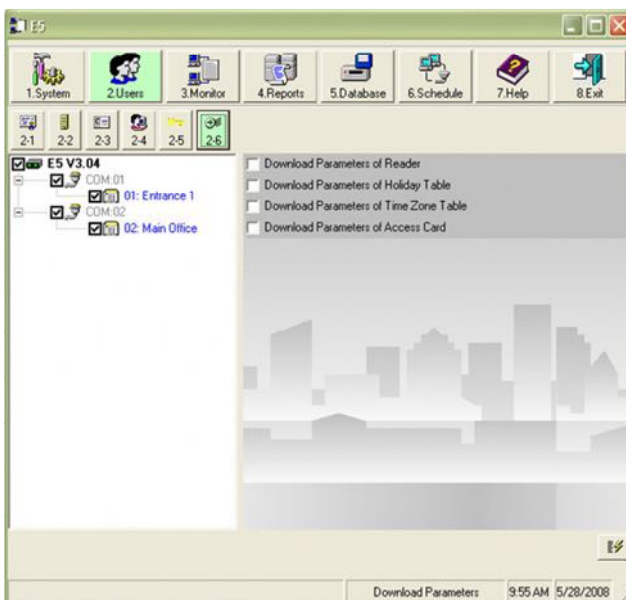 E5
1.System 2.Users 3.Monitor 4.Reports 5.Database 6.Schedule 7.Help 8.Exit
2-1 2-2 2-3 2-4 2-5 2-6
E5 V3.04
COM:01
01: Entrance 1
COM:02
02: Main Office
Download Parameters of Reader
Download Parameters of Holiday Table
Download Parameters of Time Zone Table
Download Parameters of Access Card
Download Parameters 9:55 AM 5/28/2008